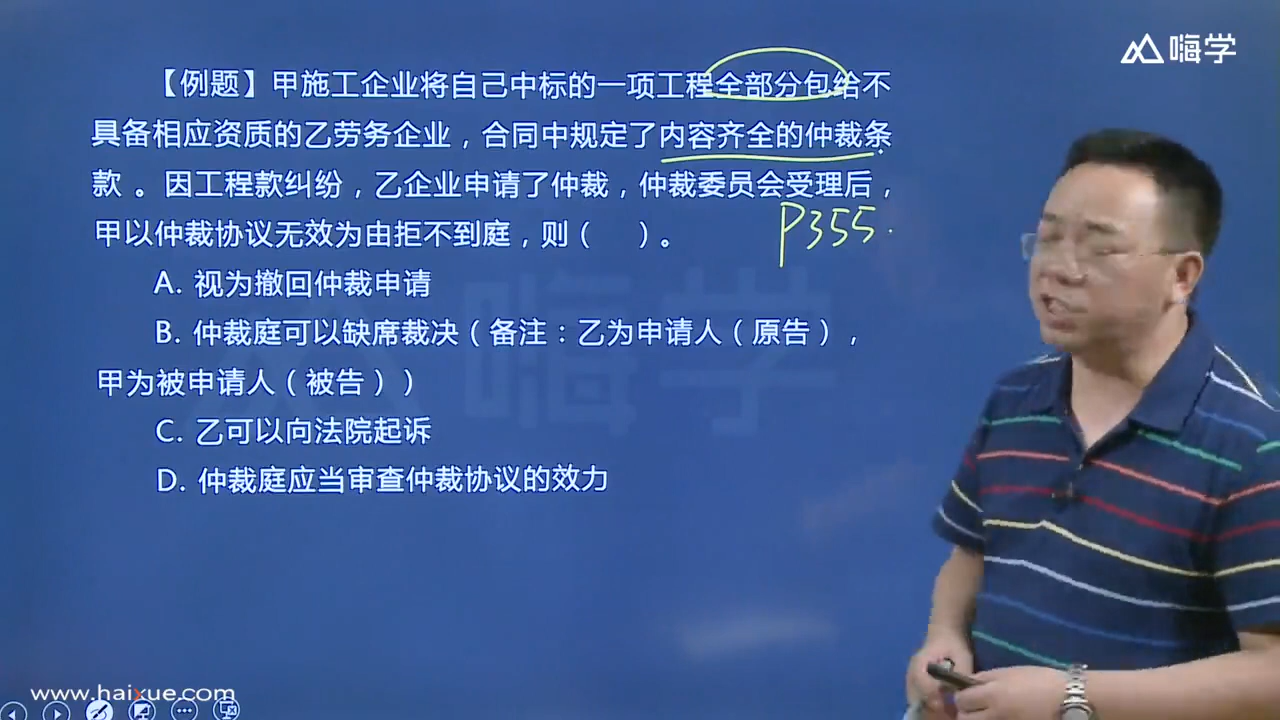 嗨学
【例题】甲施工企业将自己中标的一项工程全部分包给不
具备相应资质的乙劳务企业，合同中规定了内容齐全的仲裁条
款 。因工程款纠纷，乙企业申请了仲裁，仲裁委员会受理后，
甲以仲裁协议无效为由拒不到庭，则（　）。
P355.
A. 视为撤回仲裁申请
B. 仲裁庭可以缺席裁决（备注：乙为申请人（原告），
甲为被申请人（被告））
C. 乙可以向法院起诉
D. 仲裁庭应当审查仲裁协议的效力
嗨学
www.haixue.com